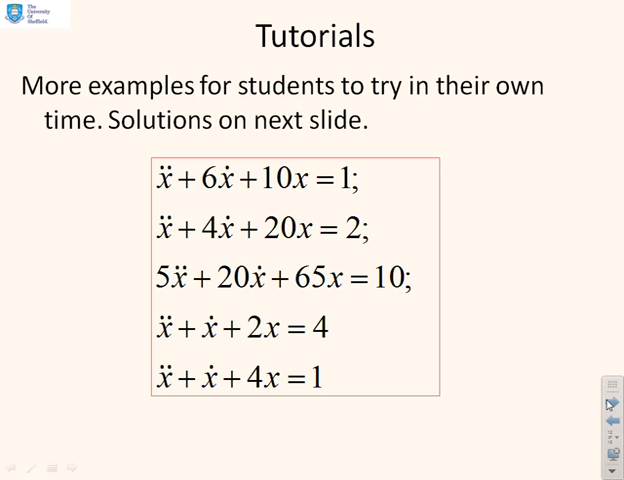 The
University
Of
Sheffield.
Tutorials
More examples for students to try in their own
time. Solutions on next slide.
ẍ + 6ẋ + 10x = 1;
ẍ + 4ẋ + 20x = 2;
5ẍ + 20ẋ + 65x = 10;
ẍ + ẋ + 2x = 4
ẍ + ẋ + 4x = 1